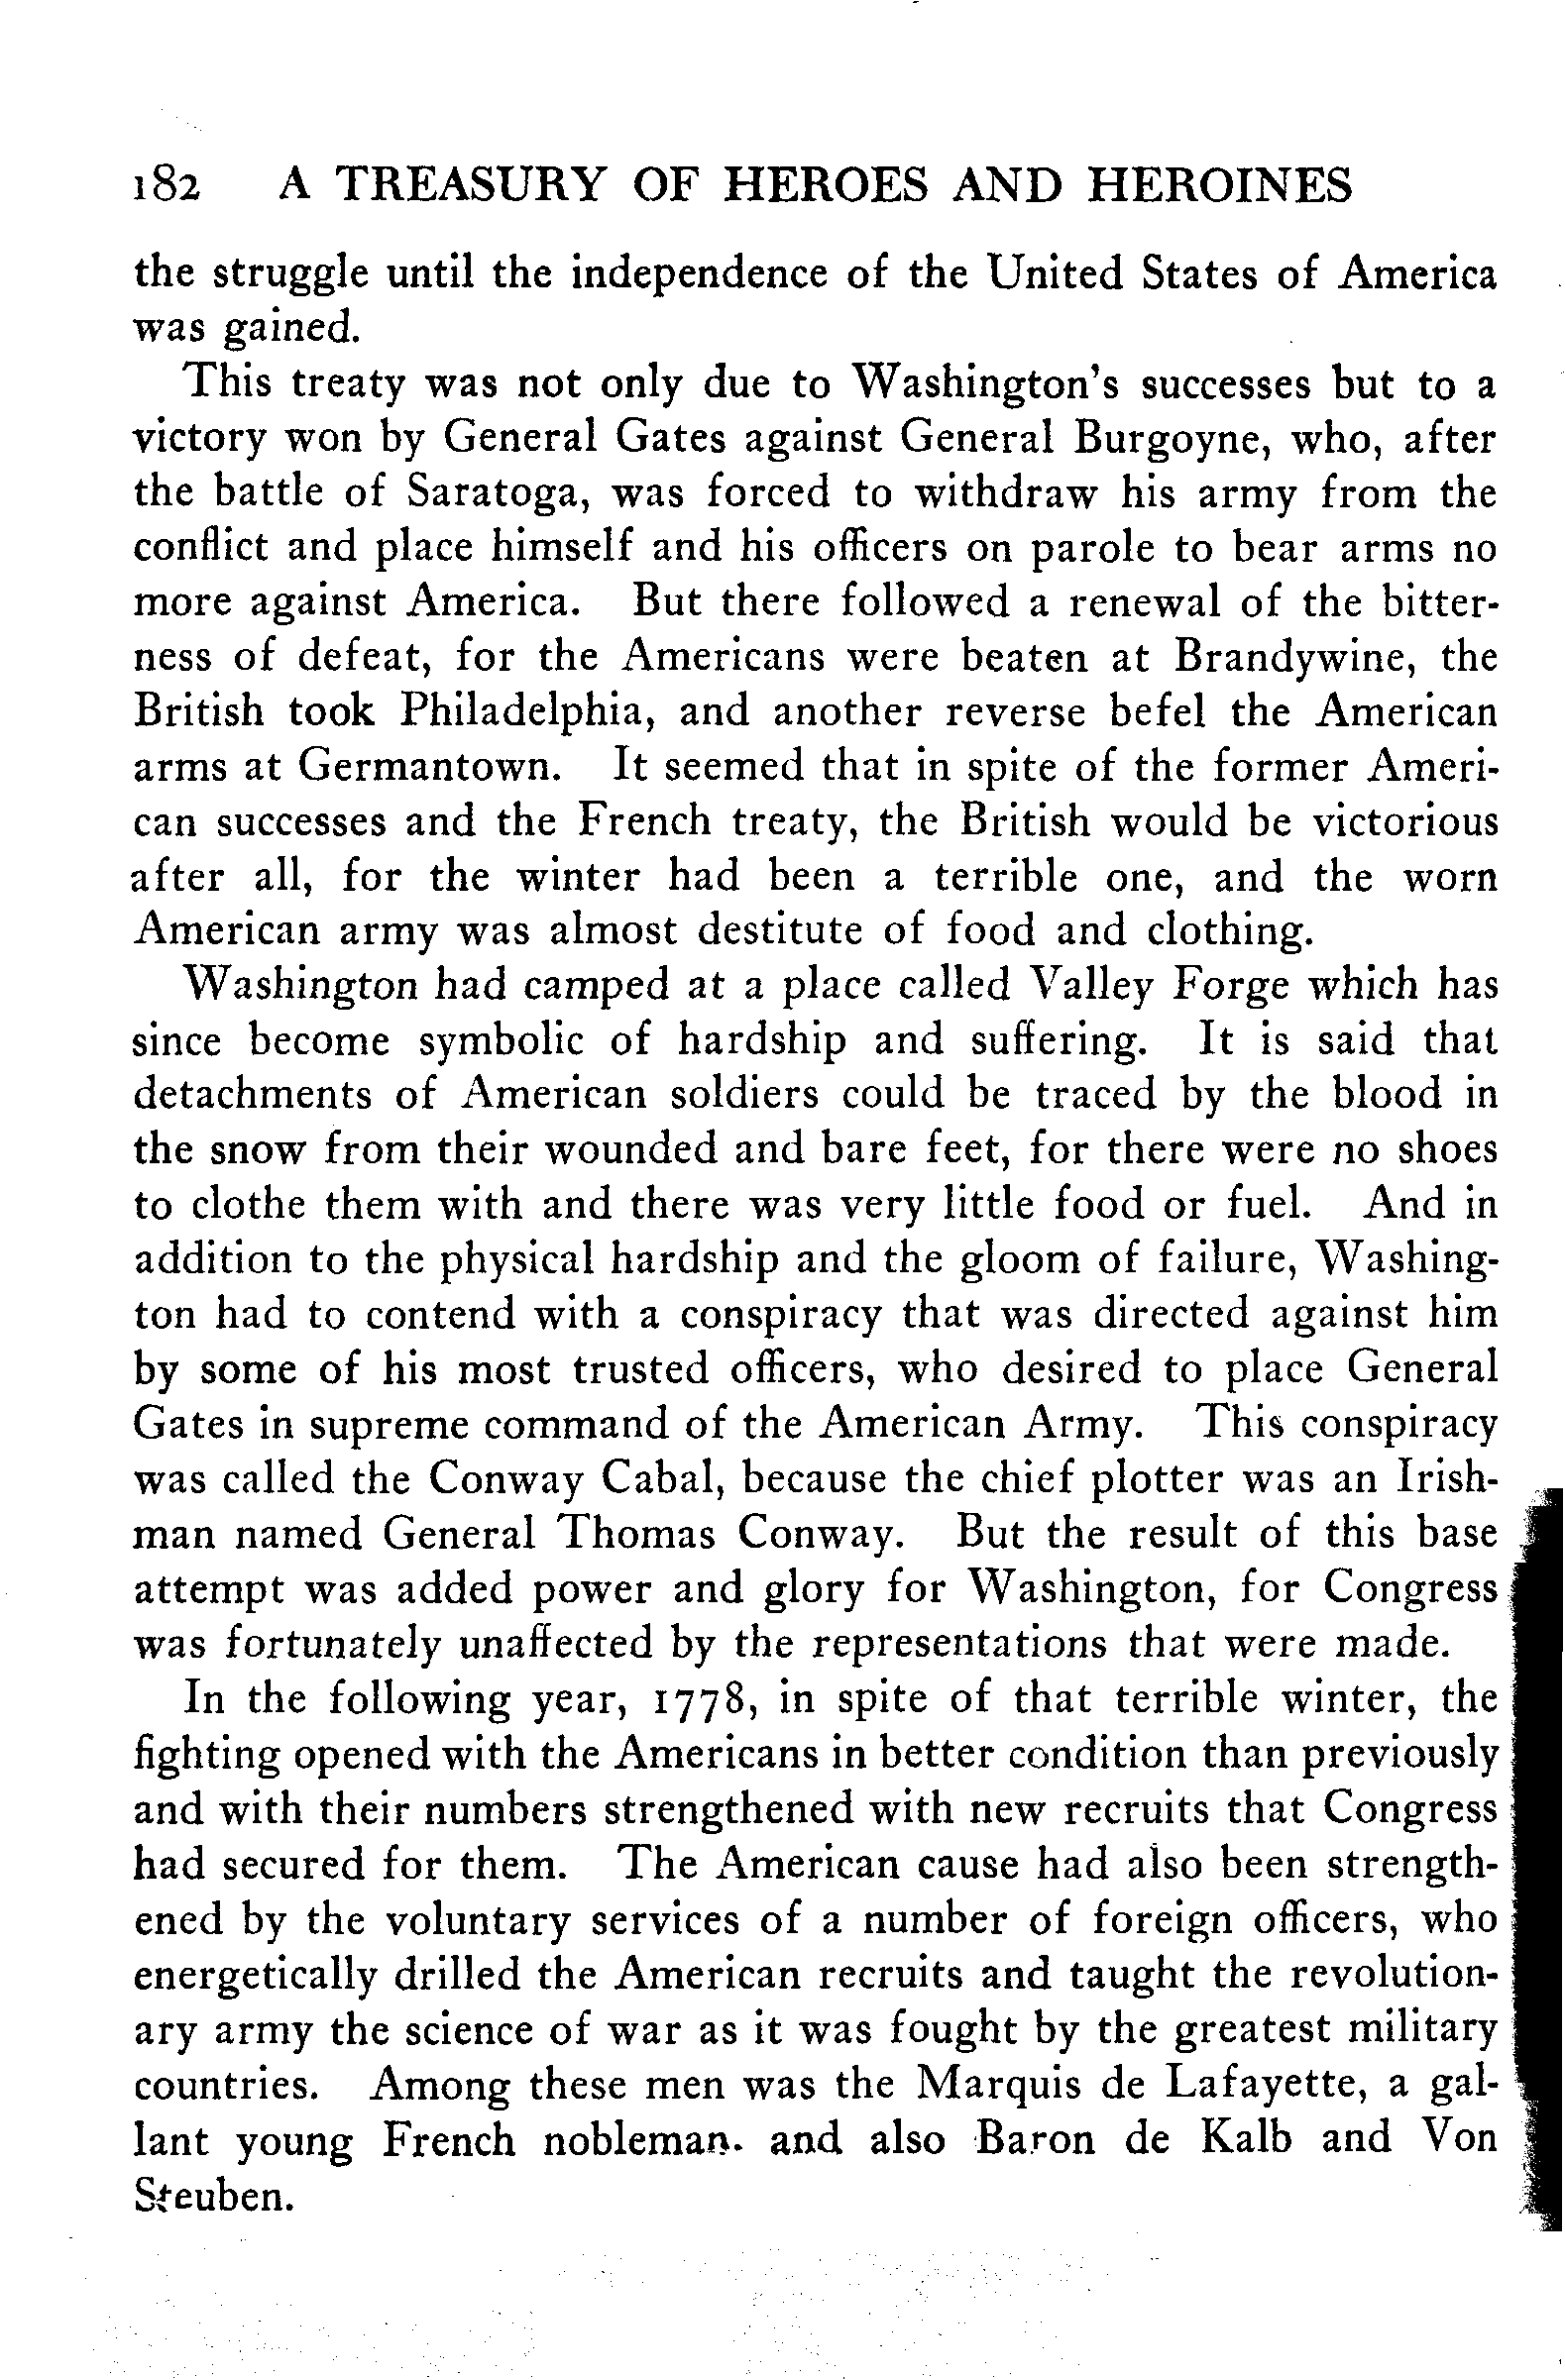 182 A TREASURY OF HEROES AND HEROINES
the struggle until the independence of the United States of America
was gained.
This treaty was not only due to Washington's successes but to a
victory won by General Gates against General Burgoyne, who, after
the battle of Saratoga, was forced to withdraw his army from the
conflict and place himself and his officers on parole to bear arms no
more against America. But there followed a renewal of the bitter-
ness of defeat, for the Americans were beaten at Brandywine, the
British took Philadelphia, and another reverse befel the American
arms at Germantown. It seemed that in spite of the former Ameri-
can successes and the French treaty, the British would be victorious
after all, for the winter had been a terrible one, and the worn
American army was almost destitute of food and clothing.
Washington had camped at a place called Valley Forge which has
since become symbolic of hardship and suffering. It is said that
detachments of American soldiers could be traced by the blood in
the snow from their wounded and bare feet, for there were no shoes
to clothe them with and there was very little food or fuel. And in
addition to the physical hardship and the gloom of failure, Washing-
ton had to contend with a conspiracy that was directed against him
by some of his most trusted officers, who desired to place General
Gates in supreme command of the American Army. This conspiracy
was called the Conway Cabal, because the chief plotter was an Irish-
man named General Thomas Conway. But the result of this base
attempt was added power and glory for Washington, for Congress
was fortunately unaffected by the representations that were made.
In the following year, 1778, in spite of that terrible winter, the
fighting opened with the Americans in better condition than previously
and with their numbers strengthened with new recruits that Congress
had secured for them. The American cause had also been strength-
ened by the voluntary services of a number of foreign officers, who
energetically drilled the American recruits and taught the revolution-
ary army the science of war as it was fought by the greatest military
countries. Among these men was the Marquis de Lafayette, a gal-
lant young French nobleman. and also Baron de Kalb and Von
Steuben.